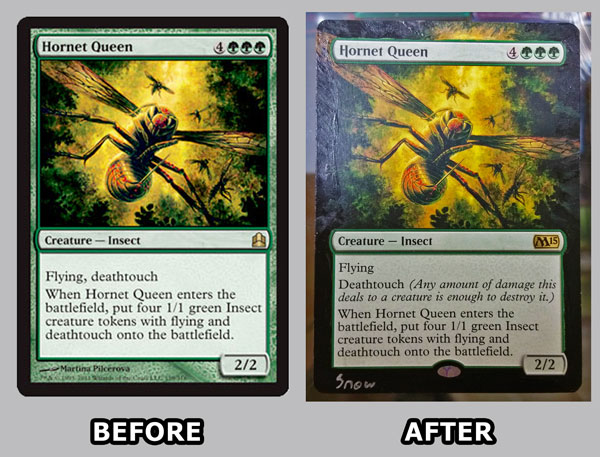 Hornet Queen 4
Creature — Insect
Flying, deathtouch
When Hornet Queen enters the
battlefield, put four 1/1 green Insect
creature tokens with flying and
deathtouch onto the battlefield.
2/2
Martina Pilcerova
BEFORE
Hornet Queen 4
Creature — Insect M15
Flying
Deathtouch (Any amount of damage this
deals to a creature is enough to destroy it.)
When Hornet Queen enters the
battlefield, put four 1/1 green Insect
creature tokens with flying and
deathtouch onto the battlefield.
2/2
Snow
AFTER